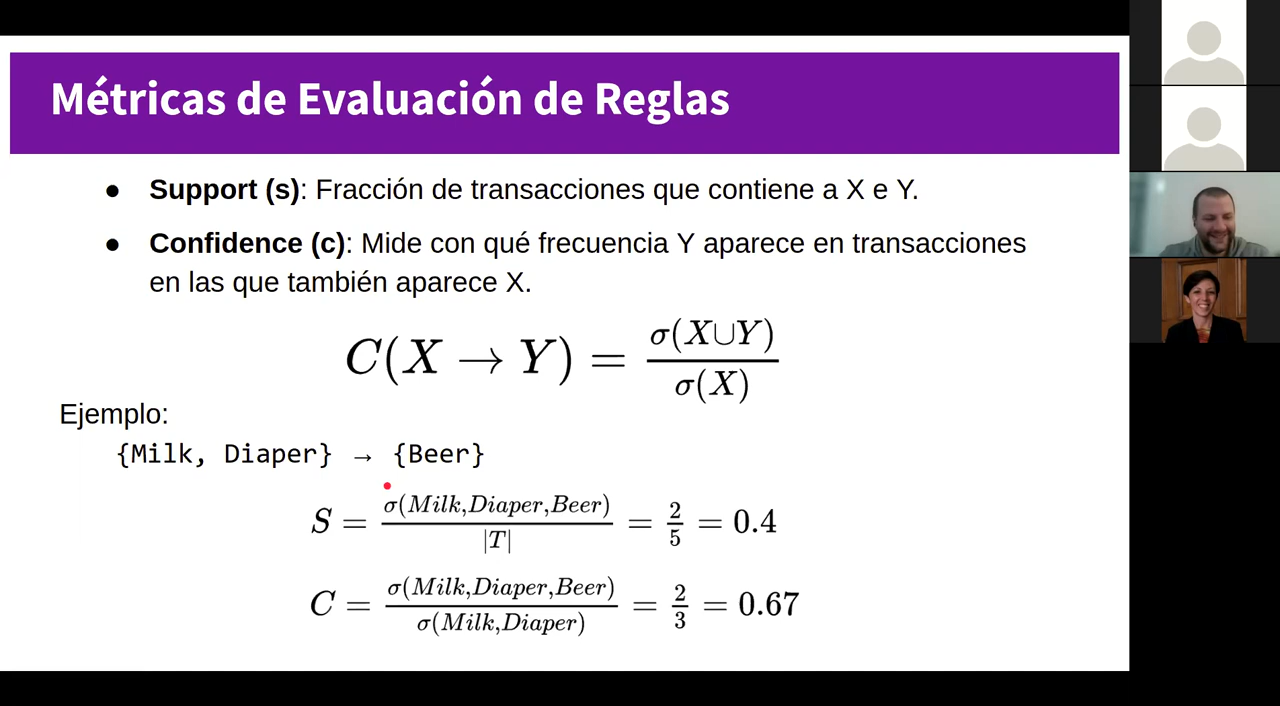 Métricas de Evaluación de Reglas
● Support (s): Fracción de transacciones que contiene a X e Y.
● Confidence (c): Mide con qué frecuencia Y aparece en transacciones
en las que también aparece X.
C(X → Y) = σ(X∪Y) / σ(X)
Ejemplo:
{Milk, Diaper} → {Beer}
S = σ(Milk,Diaper,Beer) / |T| = 2/5 = 0.4
C = σ(Milk,Diaper,Beer) / σ(Milk,Diaper) = 2/3 = 0.67